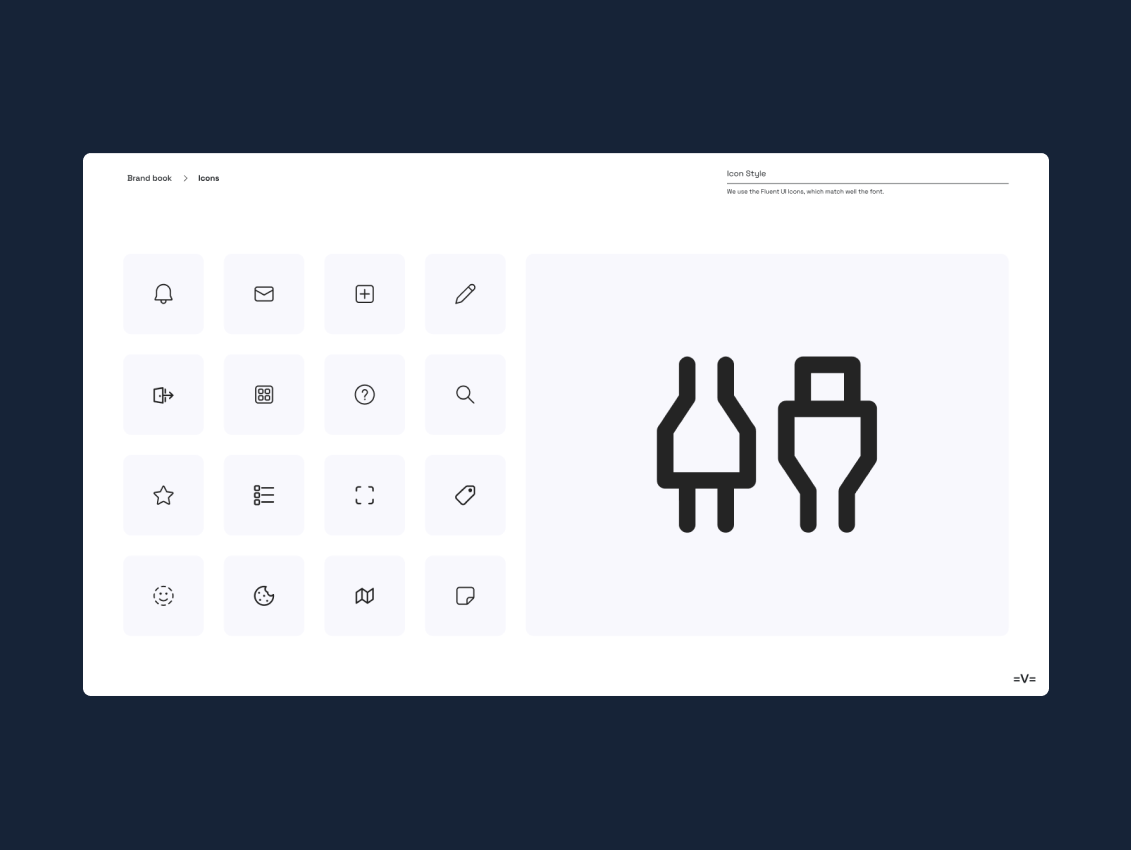 Brand book > Icons
Icon Style
We use the Fluent UI Icons, which match well the font.
=V=